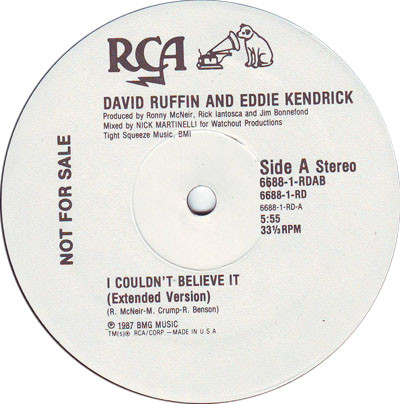 RCA
DAVID RUFFIN AND EDDIE KENDRICK
Produced by Ronny McNeir, Rick Iantosca and Jim Bonnefond
Mixed by NICK MARTINELLI for Watchout Productions
Tight Squeeze Music, BMI
NOT FOR SALE
Side A Stereo
6688-1-RDAB
6688-1-RD
6688-1-RD-A
5:55
33⅓ RPM
I COULDN'T BELIEVE IT
(Extended Version)
(R. McNeir-M. Crump-R. Benson)
℗ 1987 BMG MUSIC
TM(s)® RCA/CORP.—MADE IN U.S.A.